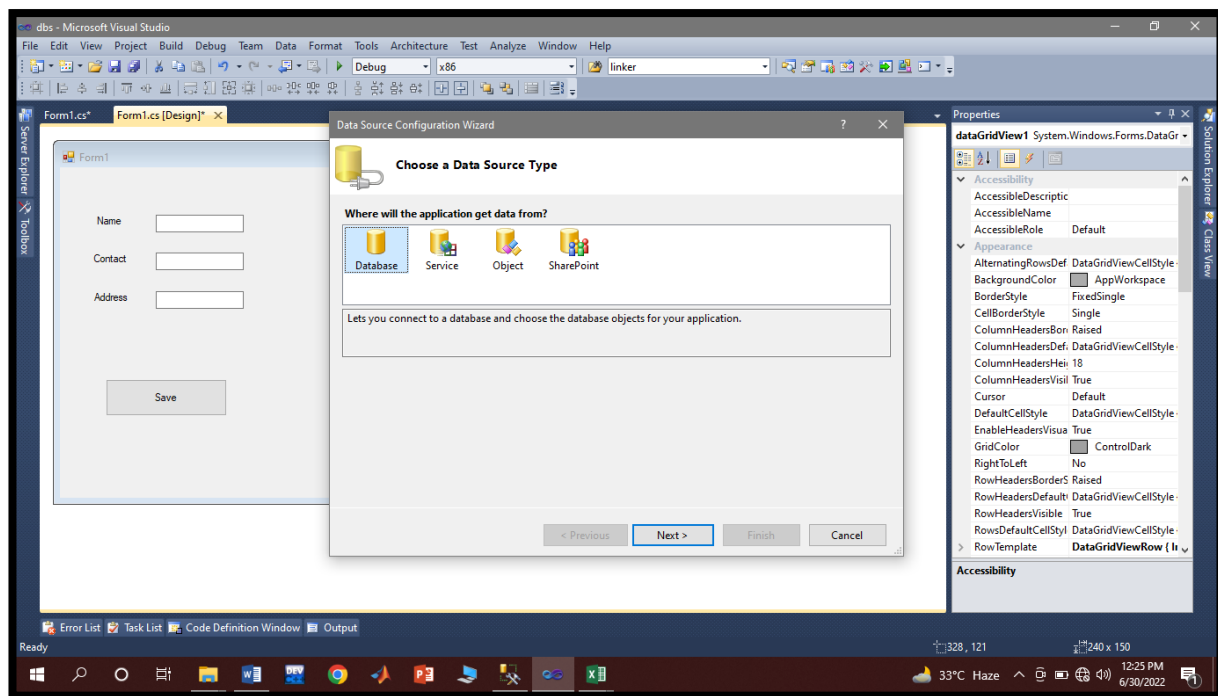 dbs - Microsoft Visual Studio
File Edit View Project Build Debug Team Data Format Tools Architecture Test Analyze Window Help
Debug x86 linker
Form1.cs* Form1.cs [Design]* ×
Server Explorer
Toolbox
Form1
Name
Contact
Address
Save
Data Source Configuration Wizard ? ×
Choose a Data Source Type
Where will the application get data from?
Database Service Object SharePoint
Lets you connect to a database and choose the database objects for your application.
< Previous Next > Finish Cancel
Properties
dataGridView1 System.Windows.Forms.DataGr
Accessibility
AccessibleDescriptic
AccessibleName
AccessibleRole Default
Appearance
AlternatingRowsDef DataGridViewCellStyle
BackgroundColor AppWorkspace
BorderStyle FixedSingle
CellBorderStyle Single
ColumnHeadersBor Raised
ColumnHeadersDef DataGridViewCellStyle
ColumnHeadersHei 18
ColumnHeadersVisil True
Cursor Default
DefaultCellStyle DataGridViewCellStyle
EnableHeadersVisua True
GridColor ControlDark
RightToLeft No
RowHeadersBorderS Raised
RowHeadersDefault DataGridViewCellStyle
RowHeadersVisible True
RowsDefaultCellStyl DataGridViewCellStyle
RowTemplate DataGridViewRow { I
Accessibility
Solution Explorer
Class View
Error List Task List Code Definition Window Output
Ready 328 , 121 240 x 150
33°C Haze 12:25 PM
6/30/2022